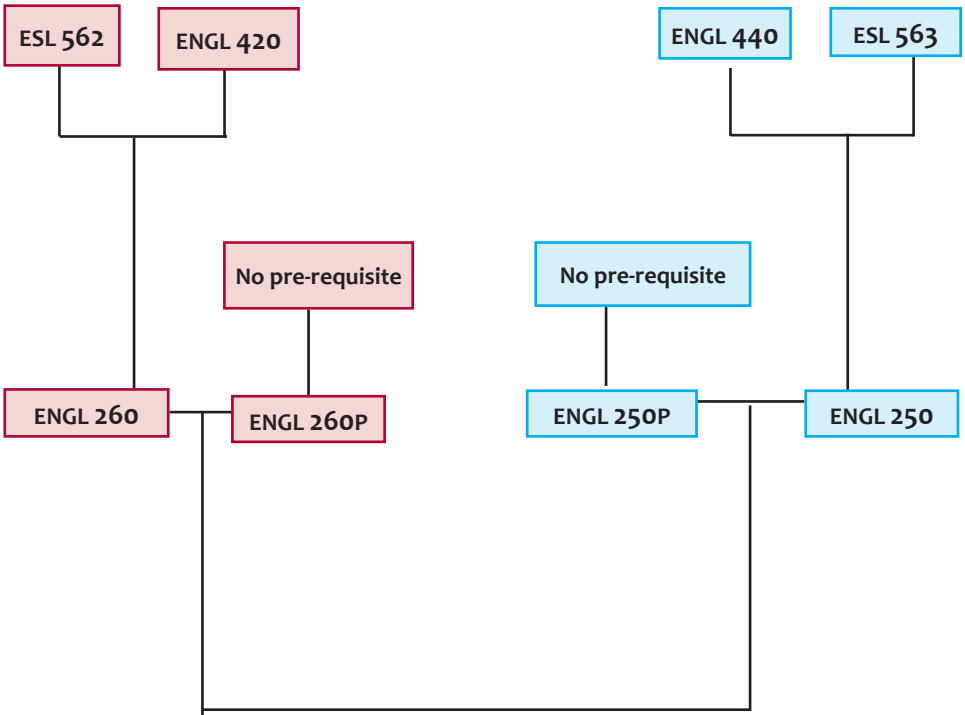 ESL 562
ENGL 420
ENGL 440
ESL 563
No pre-requisite
No pre-requisite
ENGL 260
ENGL 260P
ENGL 250P
ENGL 250